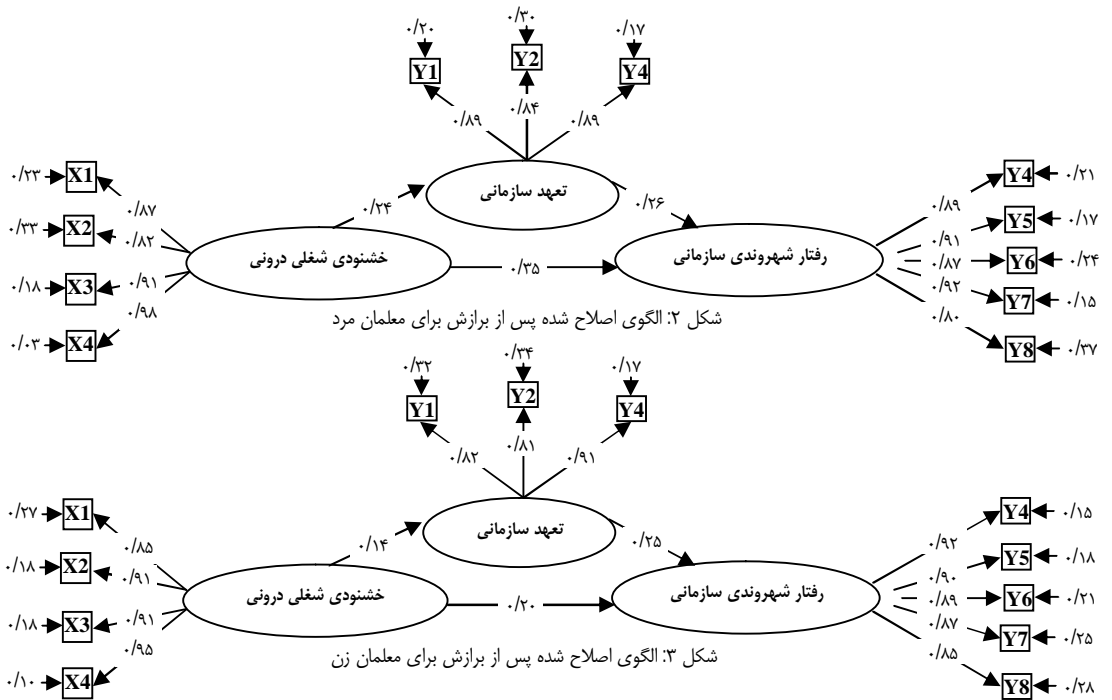 ۰/۲۰ ۰/۳۰ ۰/۱۷
Y1 Y2 Y4
۰/۸۹ ۰/۸۴ ۰/۸۹
تعهد سازمانی
۰/۲۳ X1 ۰/۸۷
۰/۳۳ X2 ۰/۸۲
۰/۱۸ X3 ۰/۹۱
۰/۰۳ X4 ۰/۹۸
خشنودی شغلی درونی
۰/۲۴ ۰/۲۶
۰/۳۵
رفتار شهروندی سازمانی
۰/۸۹ Y4 ۰/۲۱
۰/۹۱ Y5 ۰/۱۷
۰/۸۷ Y6 ۰/۲۴
۰/۹۲ Y7 ۰/۱۵
۰/۸۰ Y8 ۰/۳۷
شکل ۲: الگوی اصلاح شده پس از برازش برای معلمان مرد
۰/۳۲ ۰/۳۴ ۰/۱۷
Y1 Y2 Y4
۰/۸۲ ۰/۸۱ ۰/۹۱
تعهد سازمانی
۰/۲۷ X1 ۰/۸۵
۰/۱۸ X2 ۰/۹۱
۰/۱۸ X3 ۰/۹۱
۰/۱۰ X4 ۰/۹۵
خشنودی شغلی درونی
۰/۱۴ ۰/۲۵
۰/۲۰
رفتار شهروندی سازمانی
۰/۹۲ Y4 ۰/۱۵
۰/۹۰ Y5 ۰/۱۸
۰/۸۹ Y6 ۰/۲۱
۰/۸۷ Y7 ۰/۲۵
۰/۸۵ Y8 ۰/۲۸
شکل ۳: الگوی اصلاح شده پس از برازش برای معلمان زن